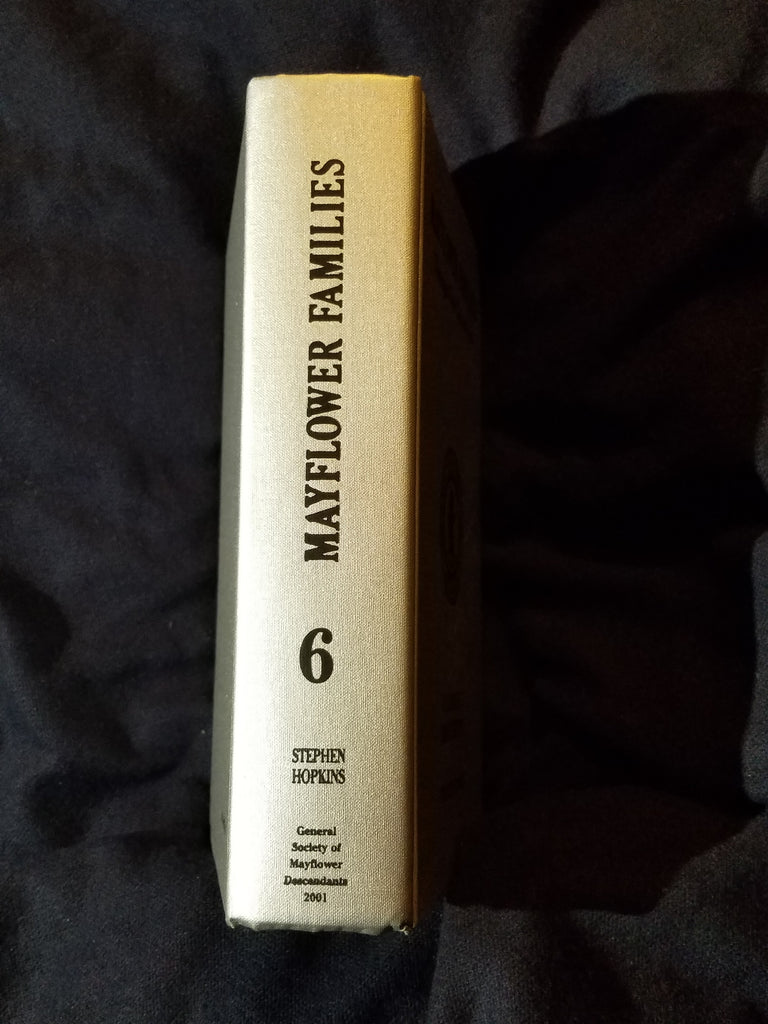 MAYFLOWER FAMILIES
6
STEPHEN
HOPKINS
General
Society of
Mayflower
Descendants
2001